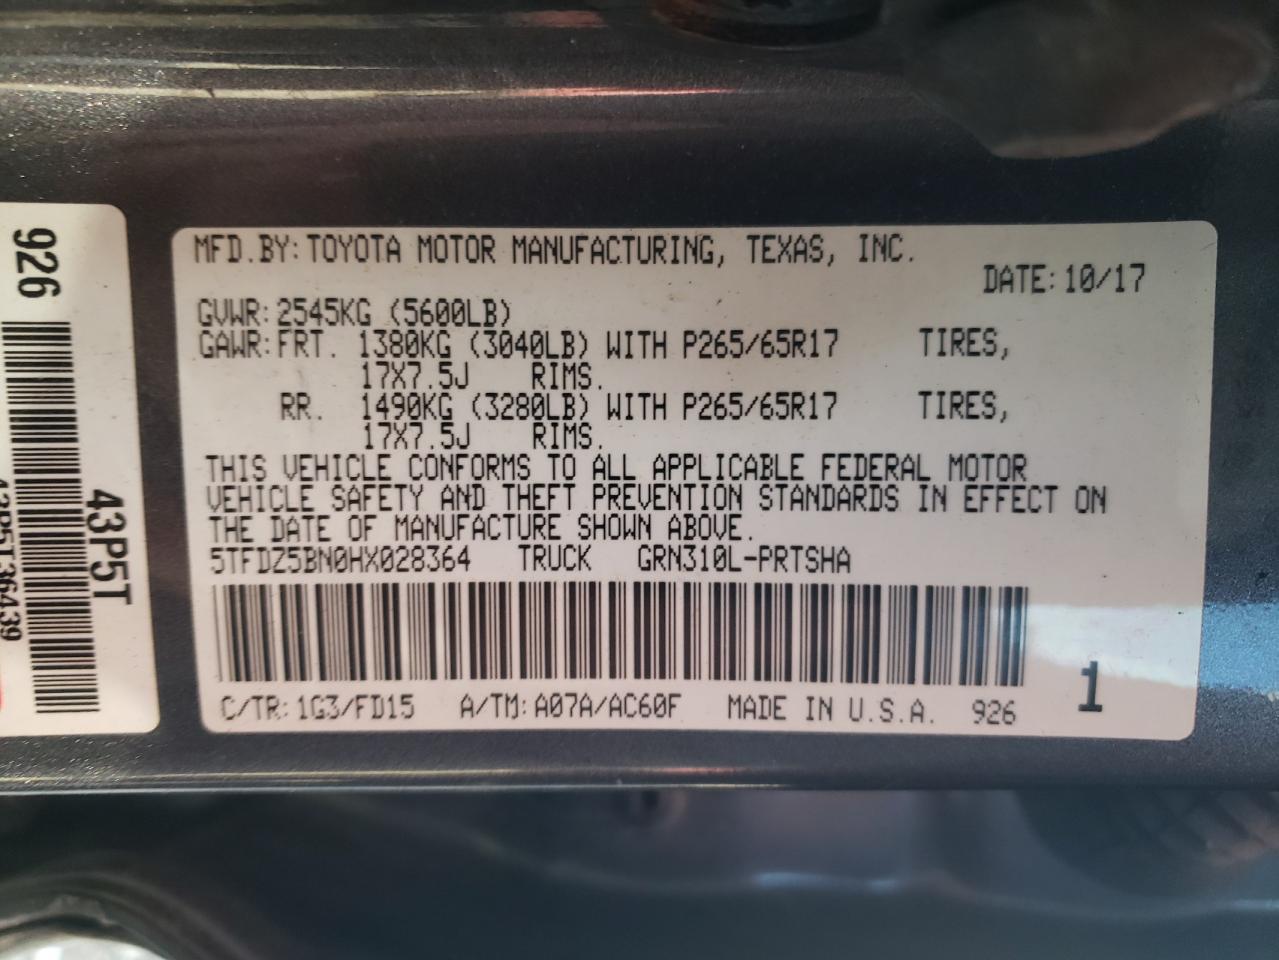 926
43P5T
43P5T36439
MFD.BY:TOYOTA MOTOR MANUFACTURING, TEXAS, INC.
DATE:10/17
GVWR:2545KG (5600LB)
GAWR:FRT. 1380KG (3040LB) WITH P265/65R17 TIRES,
17X7.5J RIMS.
RR. 1490KG (3280LB) WITH P265/65R17 TIRES,
17X7.5J RIMS.
THIS VEHICLE CONFORMS TO ALL APPLICABLE FEDERAL MOTOR
VEHICLE SAFETY AND THEFT PREVENTION STANDARDS IN EFFECT ON
THE DATE OF MANUFACTURE SHOWN ABOVE.
5TFDZ5BN0HX028364 TRUCK GRN310L-PRTSHA
C/TR:1G3/FD15 A/TM:A07A/AC60F MADE IN U.S.A. 926
1